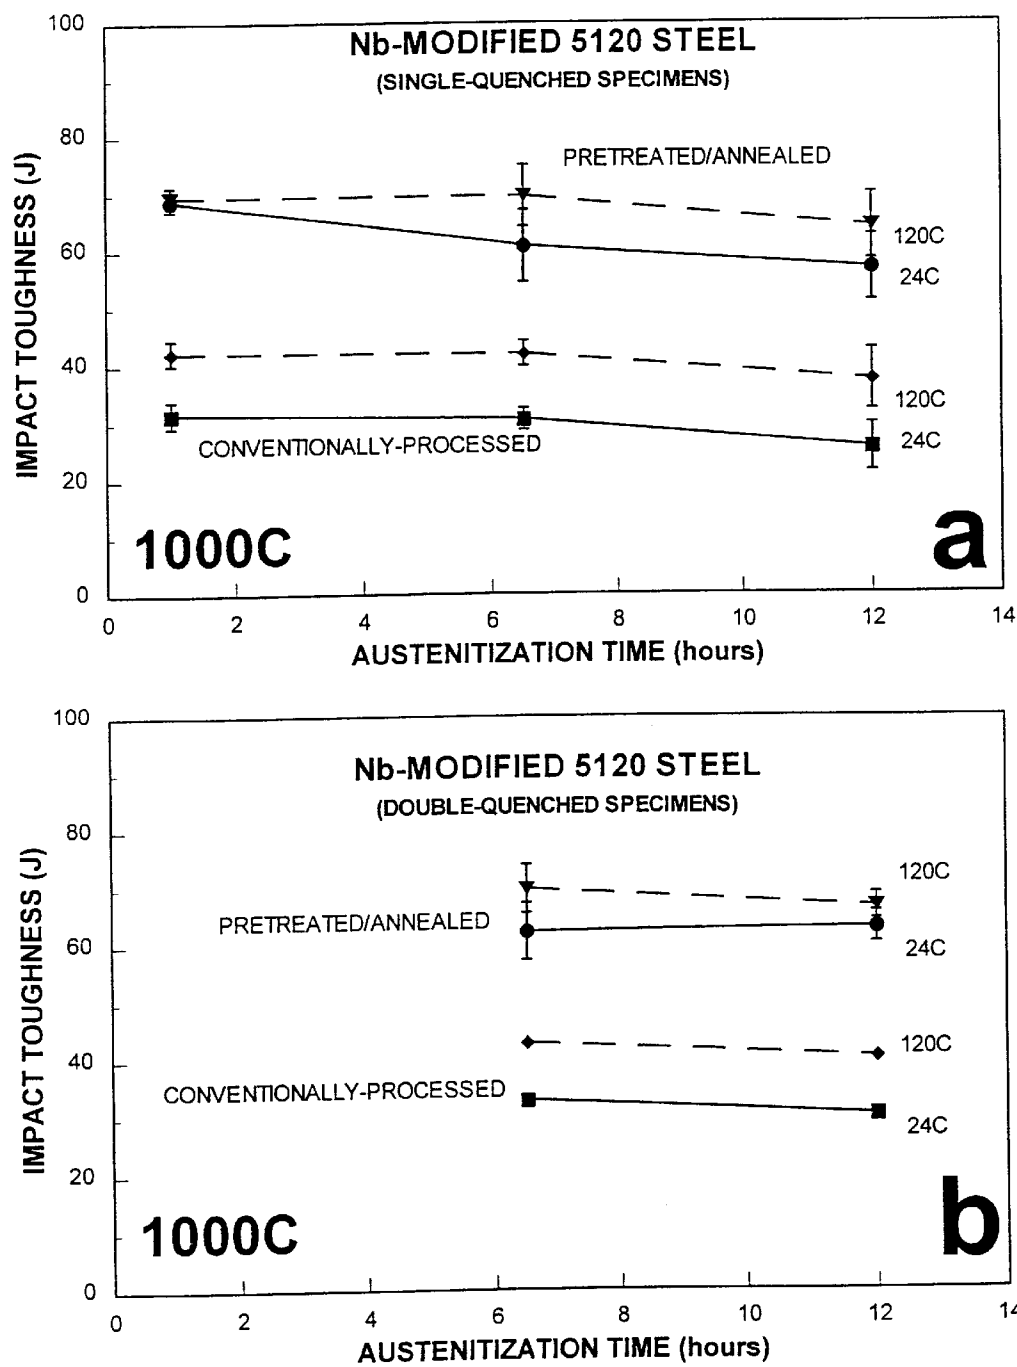 100
Nb-MODIFIED 5120 STEEL
(SINGLE-QUENCHED SPECIMENS)
80
PRETREATED/ANNEALED
60
120C
24C
IMPACT TOUGHNESS (J)
40
120C
24C
CONVENTIONALLY-PROCESSED
20
1000C
a
0
0 2 4 6 8 10 12 14
AUSTENITIZATION TIME (hours)
100
Nb-MODIFIED 5120 STEEL
(DOUBLE-QUENCHED SPECIMENS)
80
120C
PRETREATED/ANNEALED
24C
60
IMPACT TOUGHNESS (J)
120C
40
CONVENTIONALLY-PROCESSED
24C
20
1000C
b
0
0 2 4 6 8 10 12 14
AUSTENITIZATION TIME (hours)